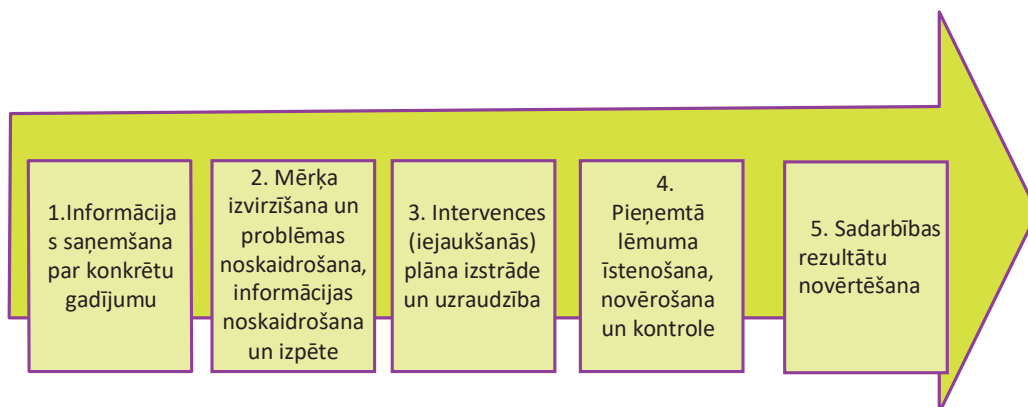 1.Informācija
s saņemšana
par konkrētu
gadījumu
2. Mērķa
izvirzīšana un
problēmas
noskaidrošana,
informācijas
noskaidrošana
un izpēte
3. Intervences
(iejaukšanās)
plāna izstrāde
un uzraudzība
4.
Pieņemtā
lēmuma
īstenošana,
novērošana
un kontrole
5. Sadarbības
rezultātu
novērtēšana